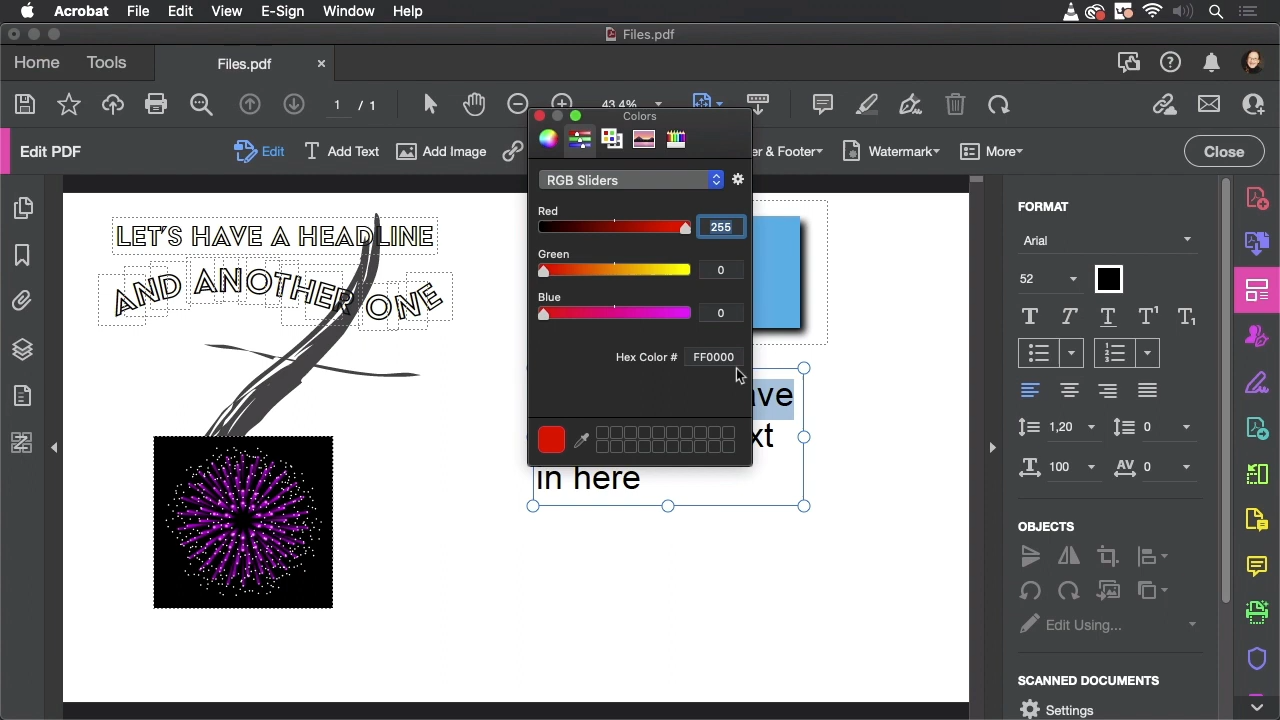 Acrobat File Edit View E-Sign Window Help
Files.pdf
Home Tools Files.pdf ×
1 / 1 43,4%
Edit PDF Edit Add Text Add Image er & Footer Watermark More Close
Colors
RGB Sliders
Red
255
Green
0
Blue
0
Hex Color # FF0000
LET'S HAVE A HEADLINE
AND ANOTHER ONE
ave
xt
in here
FORMAT
Arial
52
1,20 0
100 AV 0
OBJECTS
Edit Using...
SCANNED DOCUMENTS
Settings